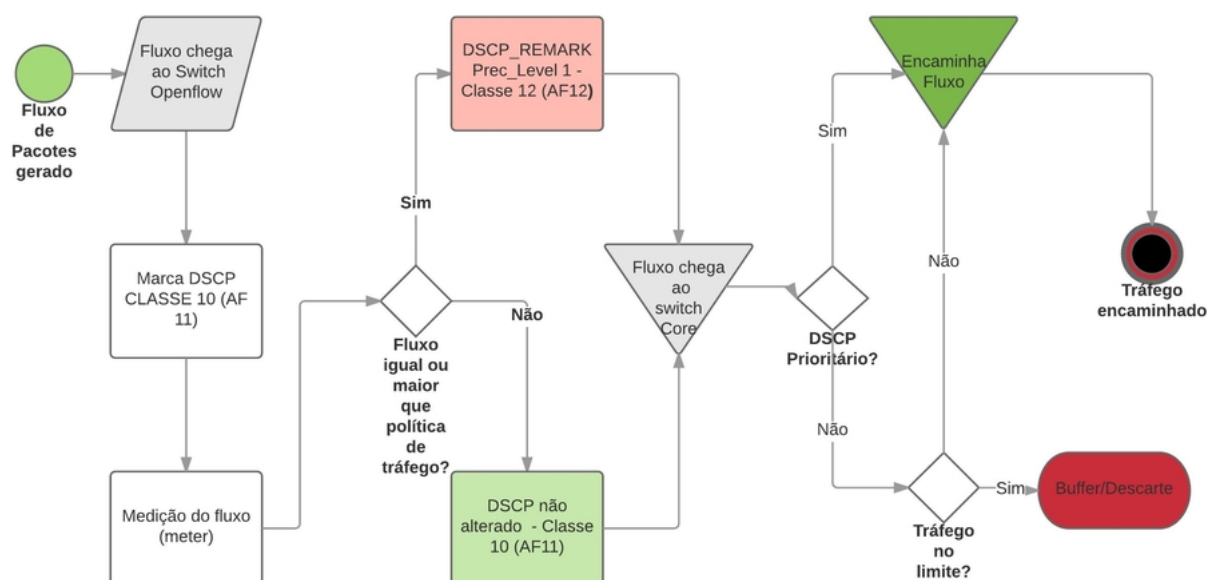 Fluxo
de
Pacotes
gerado
Fluxo chega
ao Switch
Openflow
Marca DSCP
CLASSE 10 (AF
11)
Medição do fluxo
(meter)
Fluxo
igual ou
maior
que
política
de
tráfego?
Sim
Não
DSCP_REMARK
Prec_Level 1 -
Classe 12 (AF12)
DSCP não
alterado - Classe
10 (AF11)
Fluxo chega
ao
switch
Core
DSCP
Prioritário?
Sim
Não
Encaminha
Fluxo
Não
Tráfego
no
limite?
Sim
Buffer/Descarte
Tráfego
encaminhado